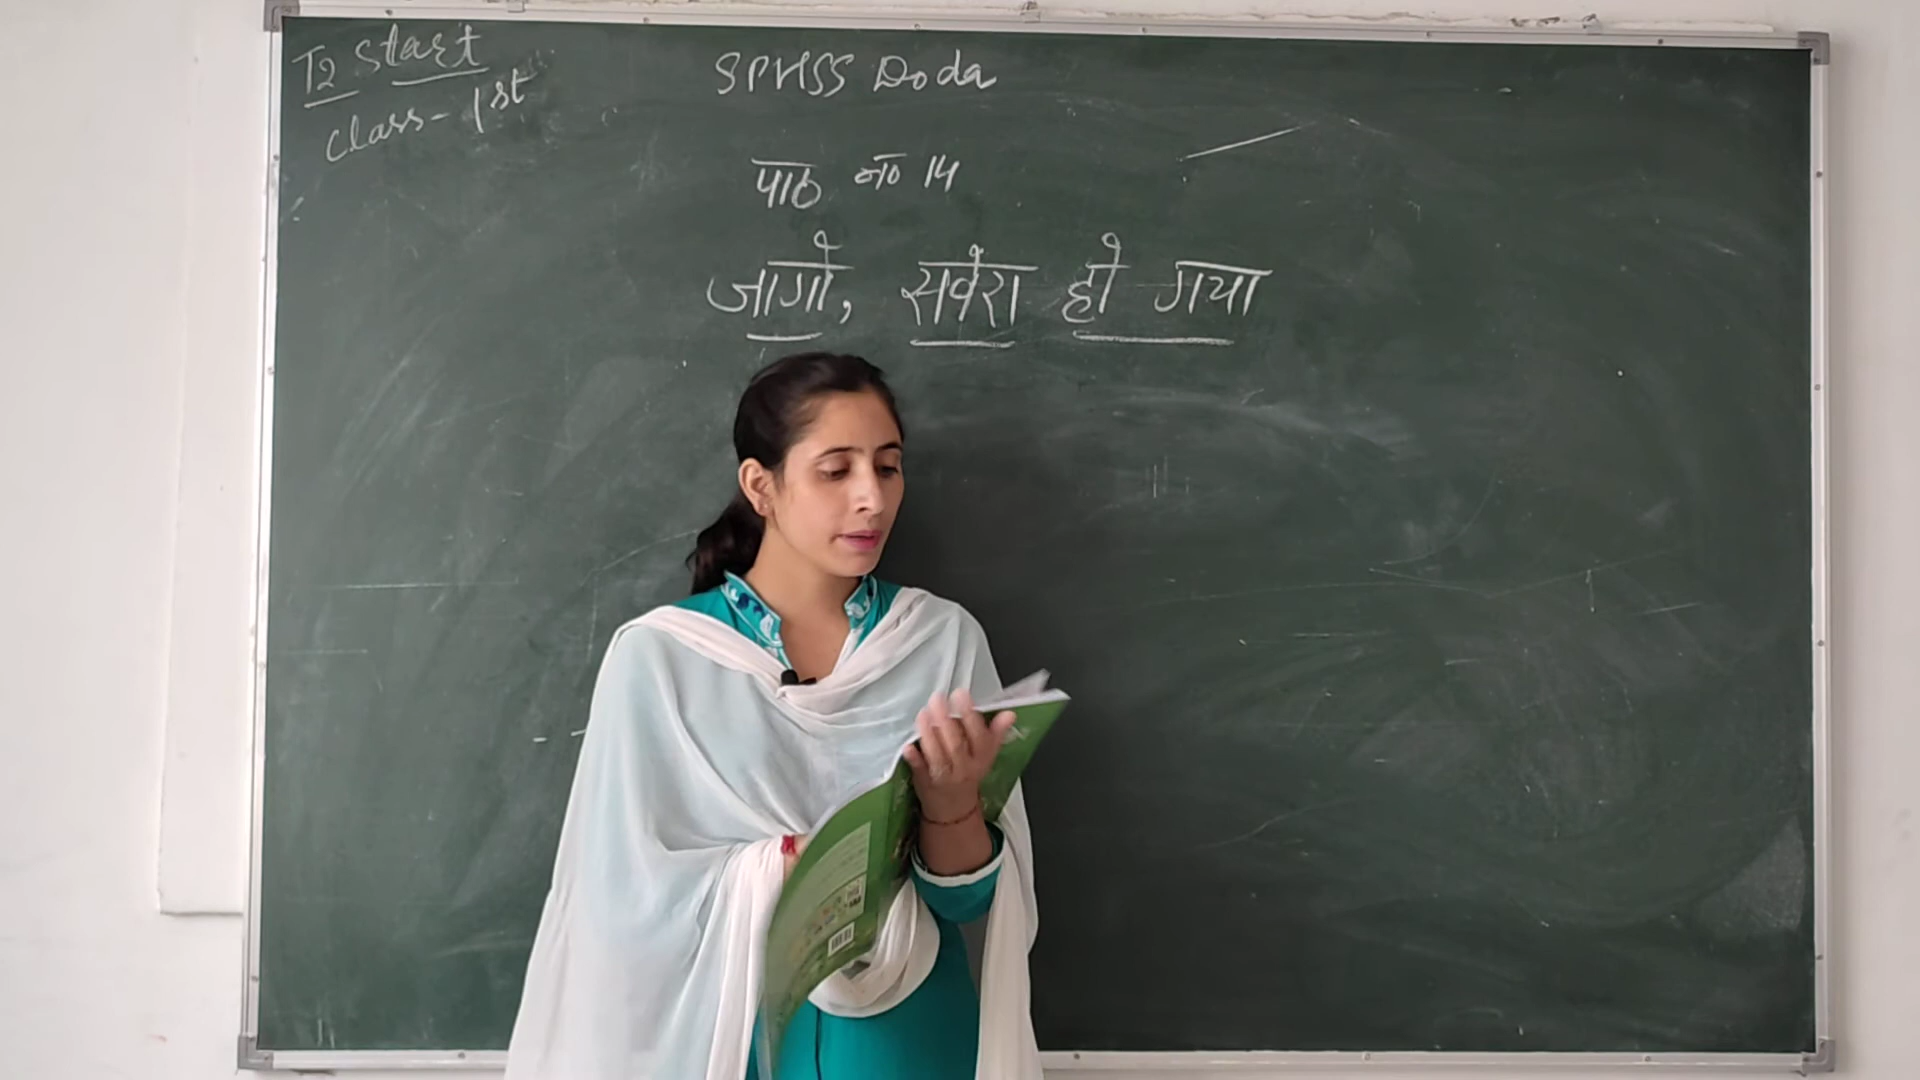 T2 Start
Class- 1st
SPHSS Doda
पाठ नं० 14
जागो, सवेरा हो गया